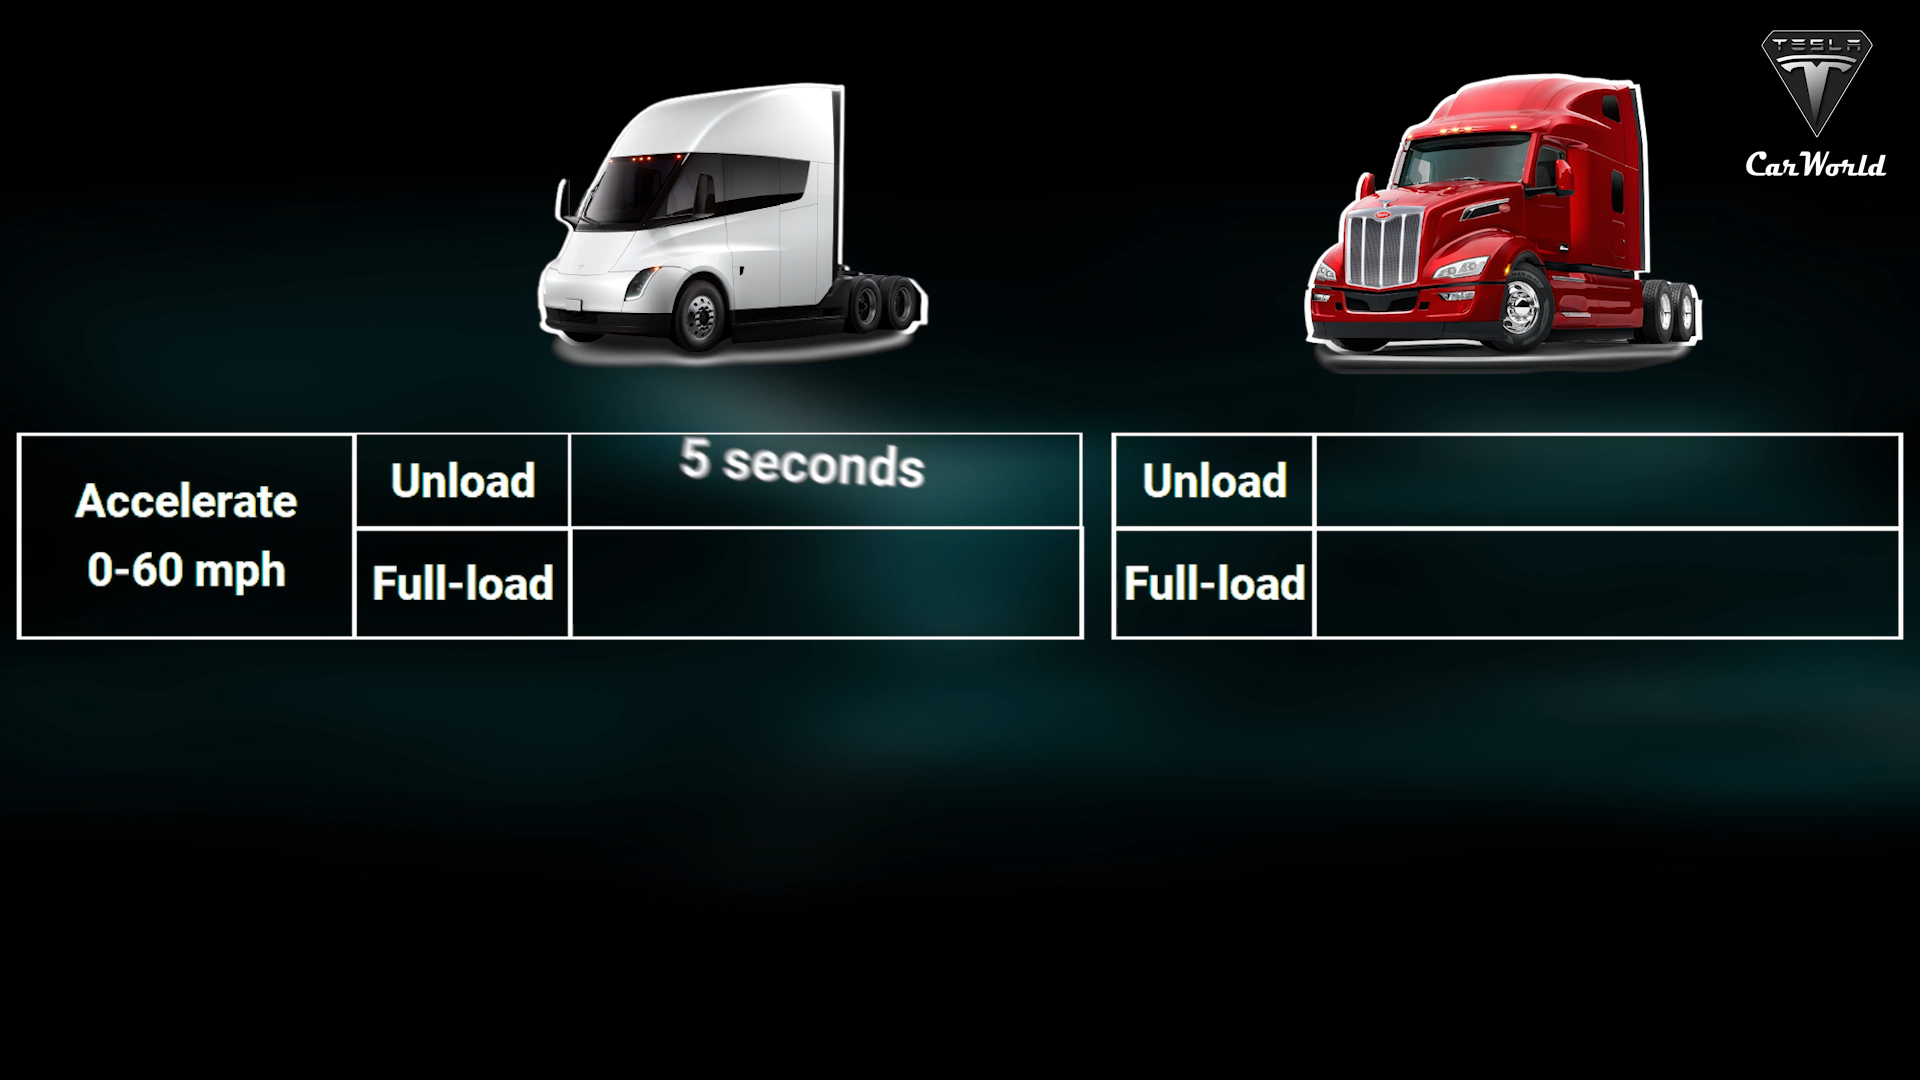 TESLA
CarWorld
5 seconds
Unload
Unload
Accelerate
0-60 mph
Full-load
Full-load